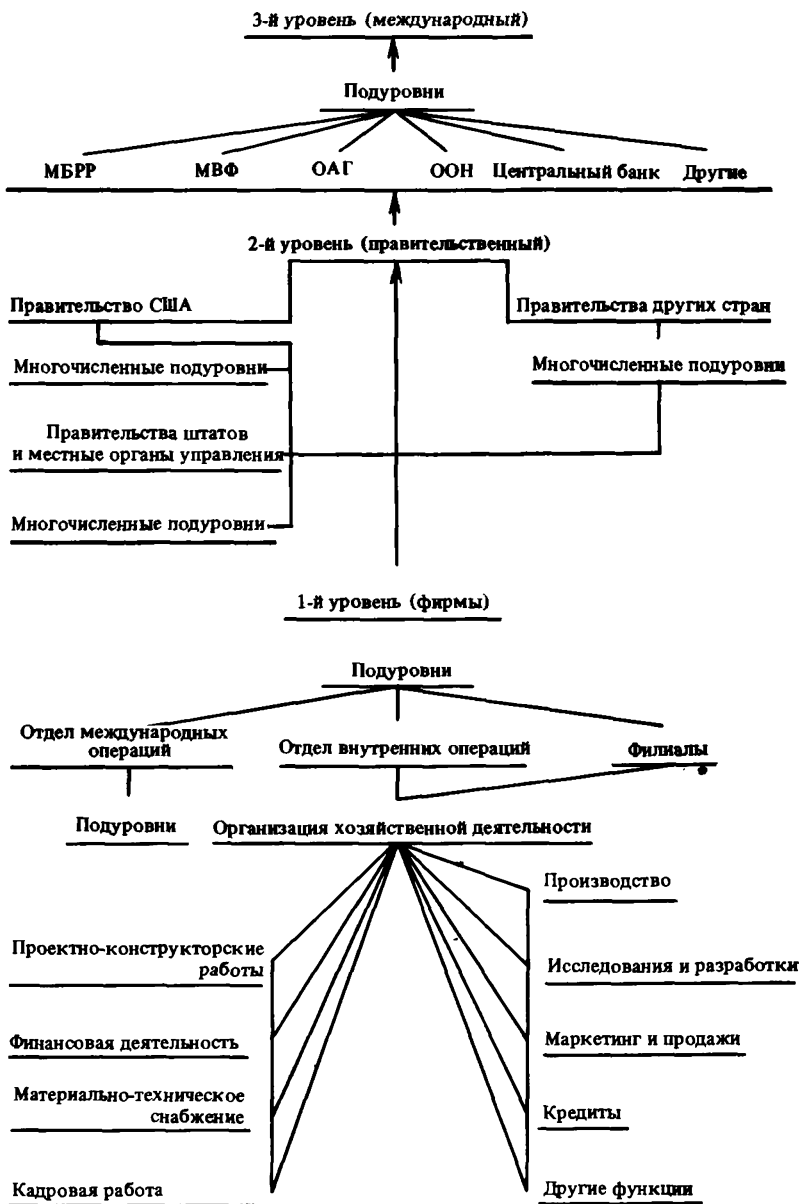 3-й уровень (международный)
Подуровни
МБРР МВФ ОАГ ООН Центральный банк Другие
2-й уровень (правительственный)
Правительство США
Правительства других стран
Многочисленные подуровни
Многочисленные подуровни
Правительства штатов
и местные органы управления
Многочисленные подуровни
1-й уровень (фирмы)
Подуровни
Отдел международных
операций
Отдел внутренних операций
Филиалы
Подуровни
Организация хозяйственной деятельности
Производство
Проектно-конструкторские
работы
Исследования и разработки
Финансовая деятельность
Маркетинг и продажи
Материально-техническое
снабжение
Кредиты
Кадровая работа
Другие функции